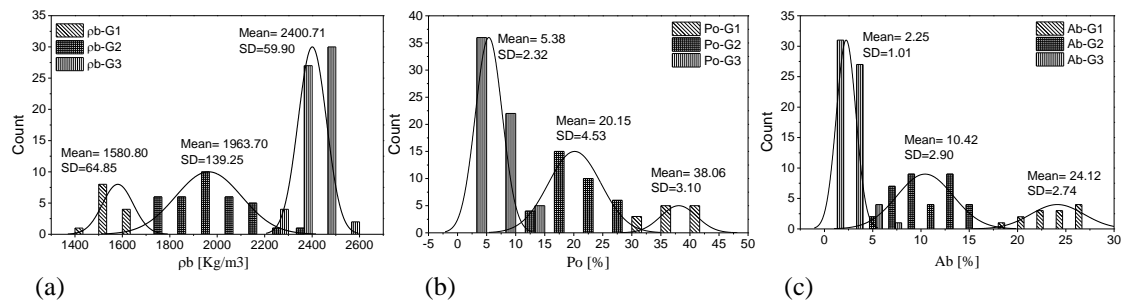 35
30
25
20
15
10
5
0
Count
1400 1600 1800 2000 2200 2400 2600
ρb [Kg/m3]
ρb-G1
ρb-G2
ρb-G3
Mean= 2400.71
SD=59.90
Mean= 1580.80
SD=64.85
Mean= 1963.70
SD=139.25
(a)
40
35
30
25
20
15
10
5
0
Count
-5 0 5 10 15 20 25 30 35 40 45
Po [%]
Mean= 5.38
SD=2.32
Po-G1
Po-G2
Po-G3
Mean= 20.15
SD=4.53
Mean= 38.06
SD=3.10
(b)
35
30
25
20
15
10
5
0
Count
0 5 10 15 20 25 30
Ab [%]
Mean= 2.25
SD=1.01
Ab-G1
Ab-G2
Ab-G3
Mean= 10.42
SD=2.90
Mean= 24.12
SD=2.74
(c)